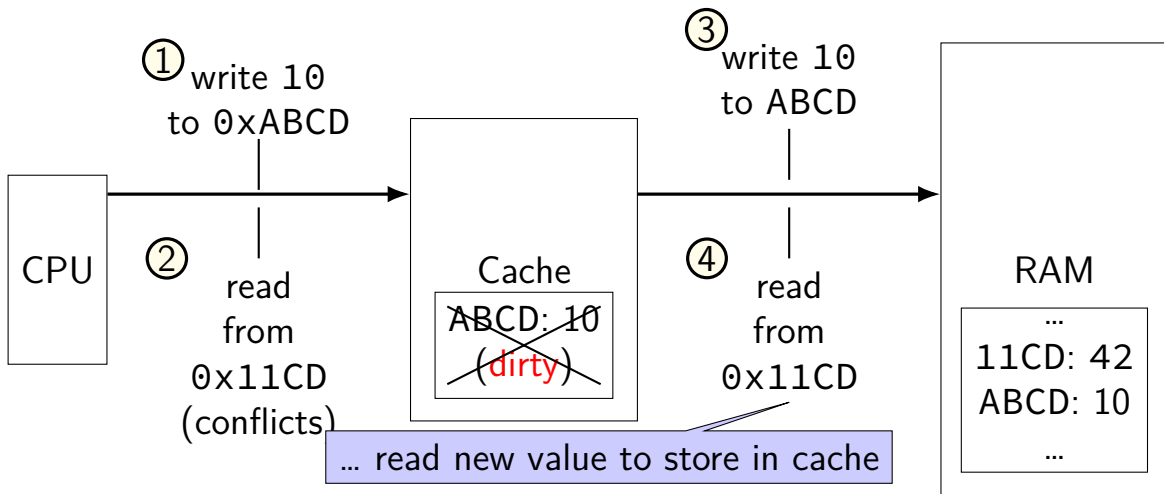 1
write 10
to 0xABCD
3
write 10
to ABCD
CPU
2
read
from
0x11CD
(conflicts)
Cache
ABCD: 10
(dirty)
4
read
from
0x11CD
RAM
...
11CD: 42
ABCD: 10
...
... read new value to store in cache